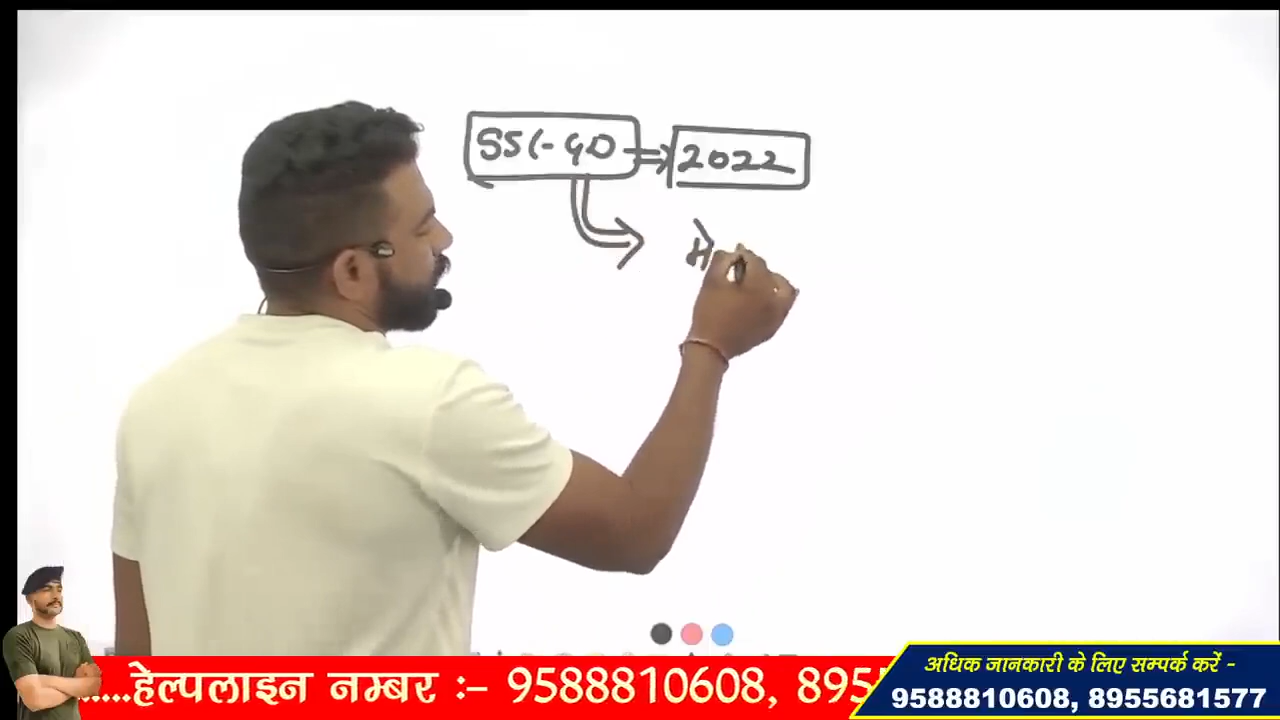 SSC-GD
2022
मे
.....हेल्पलाइन नम्बर :- 9588810608, 895
अधिक जानकारी के लिए सम्पर्क करें -
9588810608, 8955681577